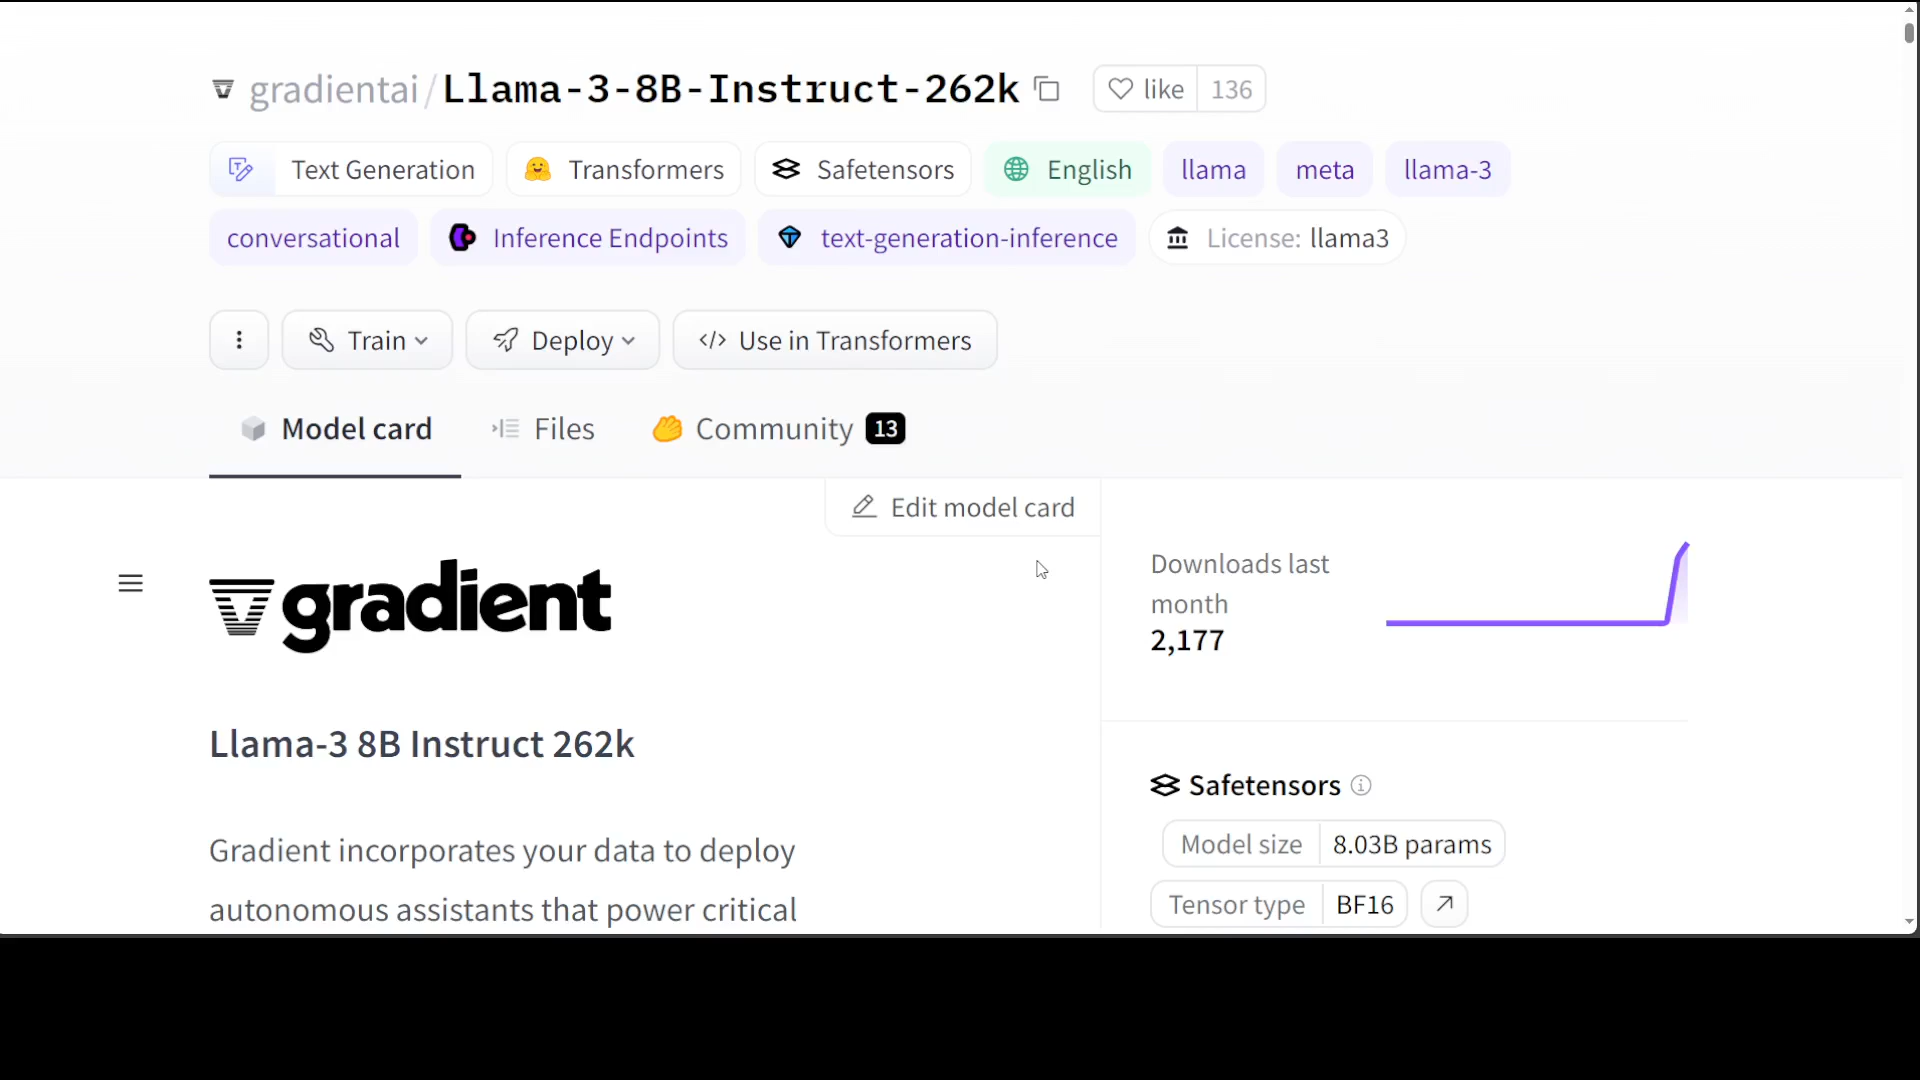 gradientai/Llama-3-8B-Instruct-262k like 136
Text Generation Transformers Safetensors English llama meta llama-3
conversational Inference Endpoints text-generation-inference License: llama3
Train Deploy </> Use in Transformers
Model card Files Community 13
Edit model card
gradient
Llama-3 8B Instruct 262k
Gradient incorporates your data to deploy
autonomous assistants that power critical
Downloads last
month
2,177
Safetensors
Model size 8.03B params
Tensor type BF16